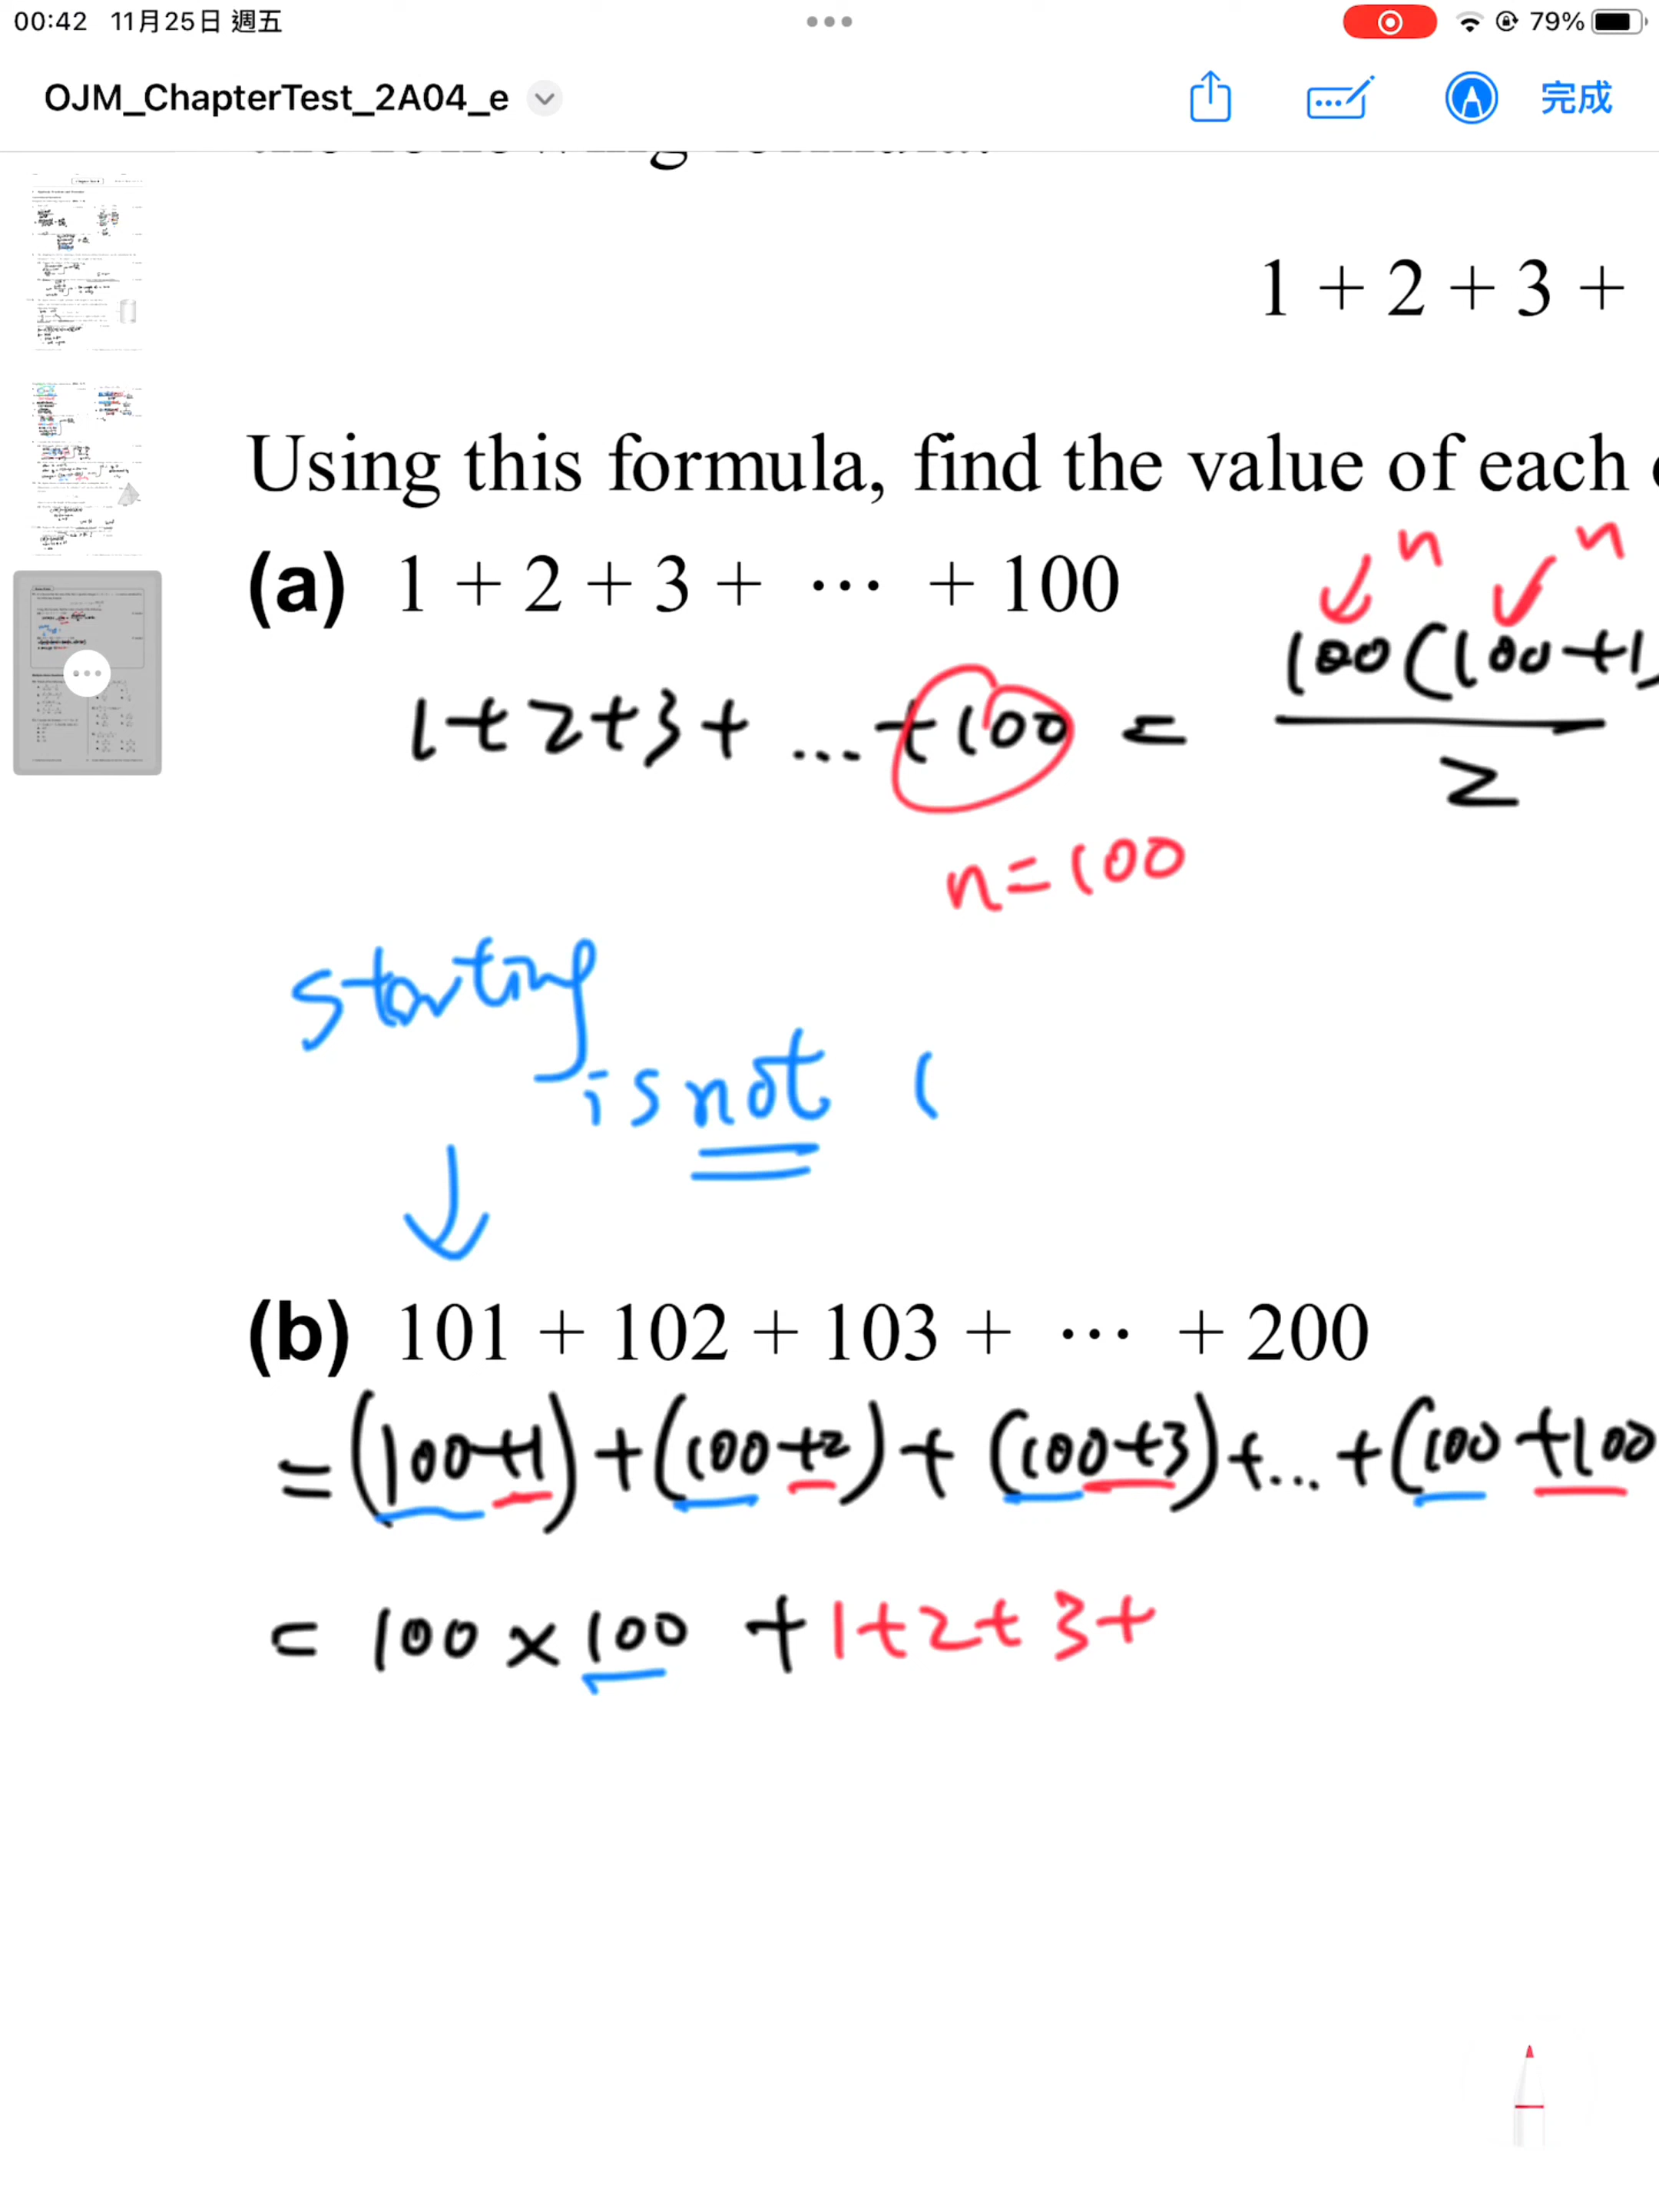 00:42 11月25日 週五
79%
OJM_ChapterTest_2A04_e
完成
1 + 2 + 3 +
Using this formula, find the value of each
(a) 1 + 2 + 3 + ... + 100
n n
1+2+3+ ...+100 = 100(100+1)
2
n=100
starting
is not 1
(b) 101 + 102 + 103 + ... + 200
=(100+1)+(100+2)+(100+3)+...+(100+100
= 100×100 +1+2+3+